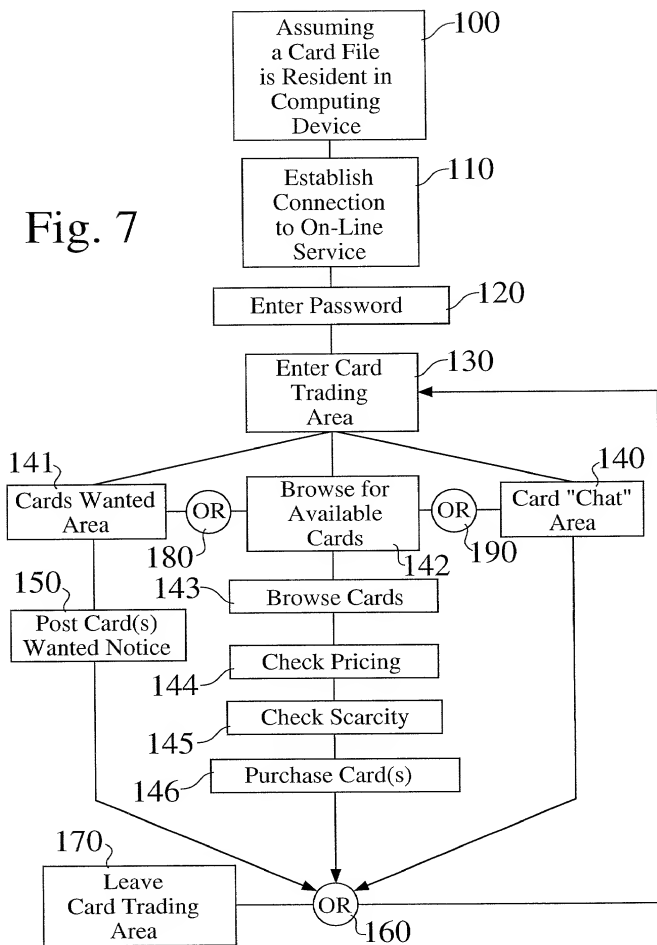 Assuming
a Card File
is Resident in
Computing
Device
100
Fig. 7
Establish
Connection
to On-Line
Service
110
Enter Password
120
Enter Card
Trading
Area
130
141
Cards Wanted
Area
OR
180
Browse for
Available
Cards
142
OR
190
140
Card "Chat"
Area
150
Post Card(s)
Wanted Notice
143
Browse Cards
Check Pricing
144
Check Scarcity
145
Purchase Card(s)
146
170
Leave
Card Trading
Area
OR
160